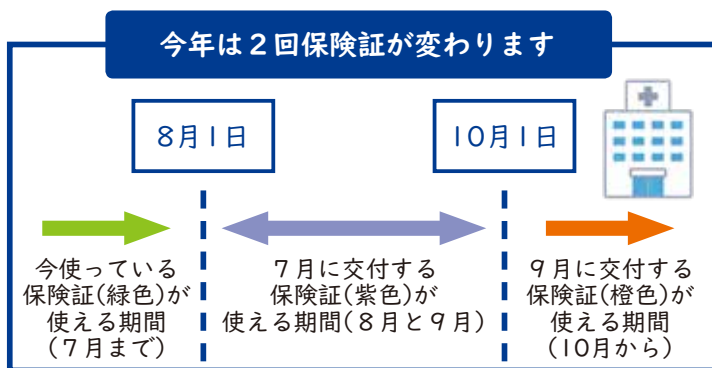 今年は２回保険証が変わります
8月1日
10月1日
今使っている
保険証(緑色)が
使える期間
(７月まで)
７月に交付する
保険証(紫色)が
使える期間(８月と９月)
９月に交付する
保険証(橙色)が
使える期間
(10月から)